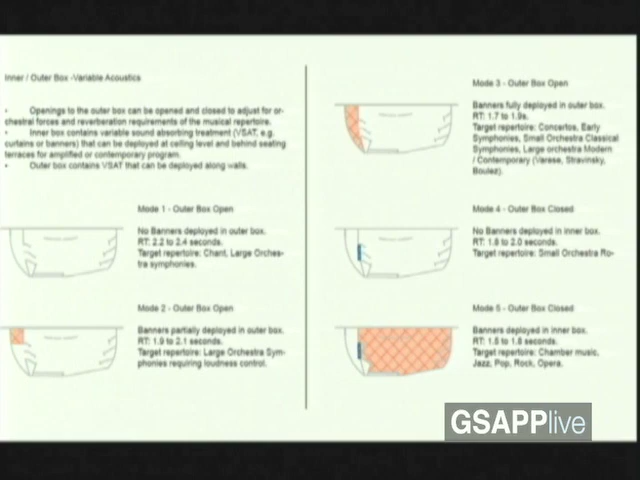 Inner / Outer Box -Variable Acoustics
• Openings to the outer box can be opened and closed to adjust for or-
chestral forces and reverberation requirements of the musical repertoire.
• Inner box contains variable sound absorbing treatment (VSAT, e.g.
curtains or banners) that can be deployed at ceiling level and behind seating
terraces for amplified or contemporary program.
• Outer box contains VSAT that can be deployed along walls.
Mode 1 - Outer Box Open
No Banners deployed in outer box.
RT: 2.2 to 2.4 seconds.
Target repertoire: Chant, Large Orches-
tra symphonies.
Mode 2 - Outer Box Open
Banners partially deployed in outer box.
RT: 1.9 to 2.1 seconds.
Target repertoire: Large Orchestra Sym-
phonies requiring loudness control.
Mode 3 - Outer Box Open
Banners fully deployed in outer box.
RT: 1.7 to 1.9s.
Target repertoire: Concertos, Early
Symphonies, Small Orchestra Classical
Symphonies, Large orchestra Modern
/ Contemporary (Varese, Stravinsky,
Boulez).
Mode 4 - Outer Box Closed
No Banners deployed in inner box.
RT: 1.8 to 2.0 seconds.
Target repertoire: Small Orchestra Ro-
Mode 5 - Outer Box Closed
Banners deployed in inner box.
RT: 1.5 to 1.8 seconds.
Target repertoire: Chamber music,
Jazz, Pop, Rock, Opera.
GSAPPlive